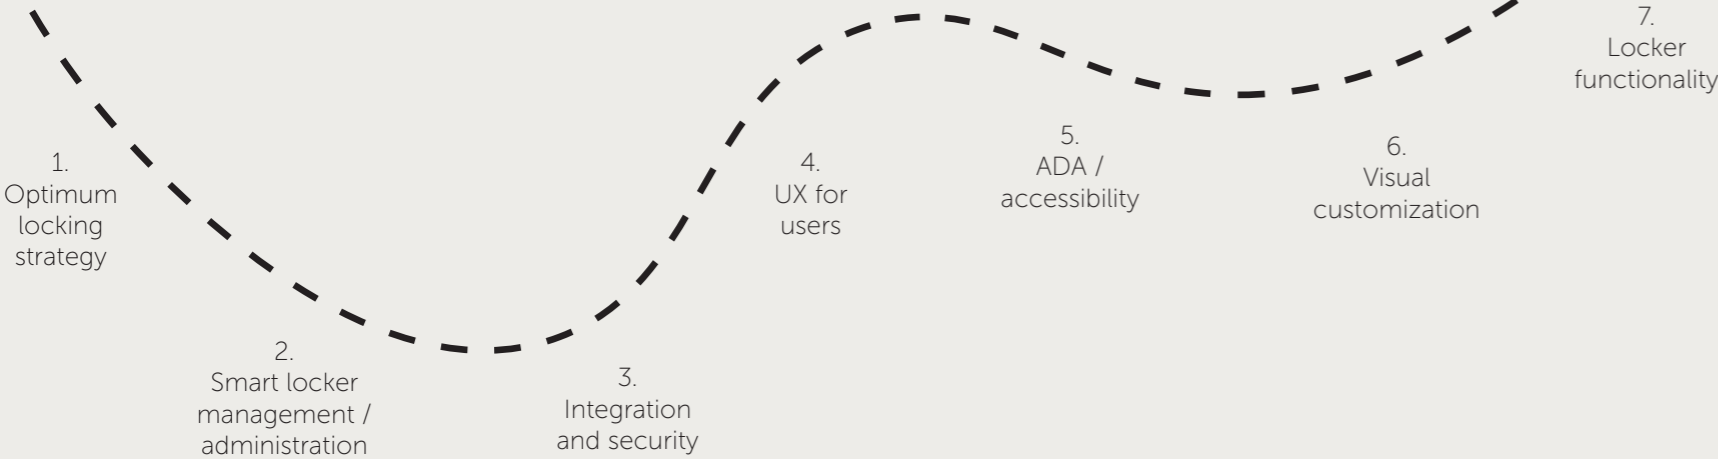 1.
Optimum
locking
strategy
2.
Smart locker
management /
administration
3.
Integration
and security
4.
UX for
users
5.
ADA /
accessibility
6.
Visual
customization
7.
Locker
functionality